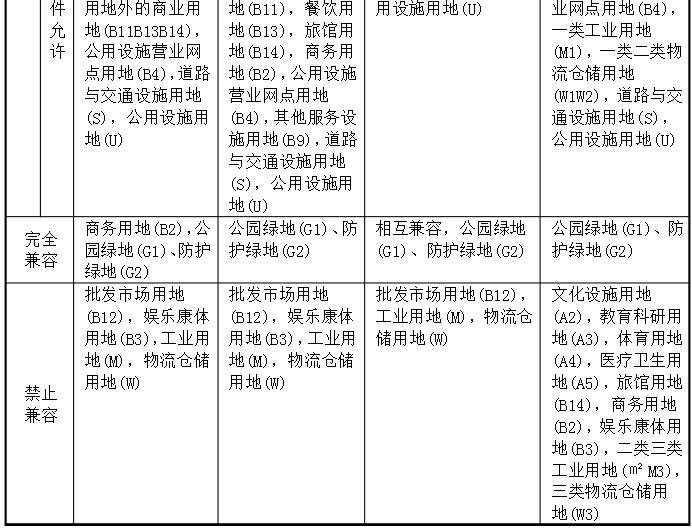 件
允
许
用地外的商业用
地(B11B13B14),
公用设施营业网
点用地(B4),道路
与交通设施用地
(S), 公用设施用
地(U)
地(B11), 餐饮用
地(B13), 旅馆用
地(B14), 商务用
地(B2),公用设施
营业网点用地
(B4),其他服务设
施用地(B9),道路
与交通设施用地
(S), 公用设施用
地(U)
用设施用地(U)
业网点用地(B4),
一类工业用地
(M1), 一类二类物
流仓储用地
(W1W2), 道路与交
通设施用地(S),
公用设施用地(U)
完全
兼容
商务用地(B2),公
园绿地(G1)、防护
绿地(G2)
公园绿地(G1)、防
护绿地(G2)
相互兼容, 公园绿地
(G1)、防护绿地(G2)
公园绿地(G1)、防
护绿地(G2)
禁止
兼容
批发市场用地
(B12), 娱乐康体
用地(B3),工业用
地(M), 物流仓储
用地(W)
批发市场用地
(B12), 娱乐康体
用地(B3),工业用
地(M), 物流仓储
用地(W)
批发市场用地(B12),
工业用地(M), 物流仓
储用地(W)
文化设施用地
(A2), 教育科研用
地(A3), 体育用地
(A4), 医疗卫生用
地(A5), 旅馆用地
(B14), 商务用地
(B2), 娱乐康体用
地(B3), 二类三类
工业用地(㎡ M3),
三类物流仓储用
地(W3)